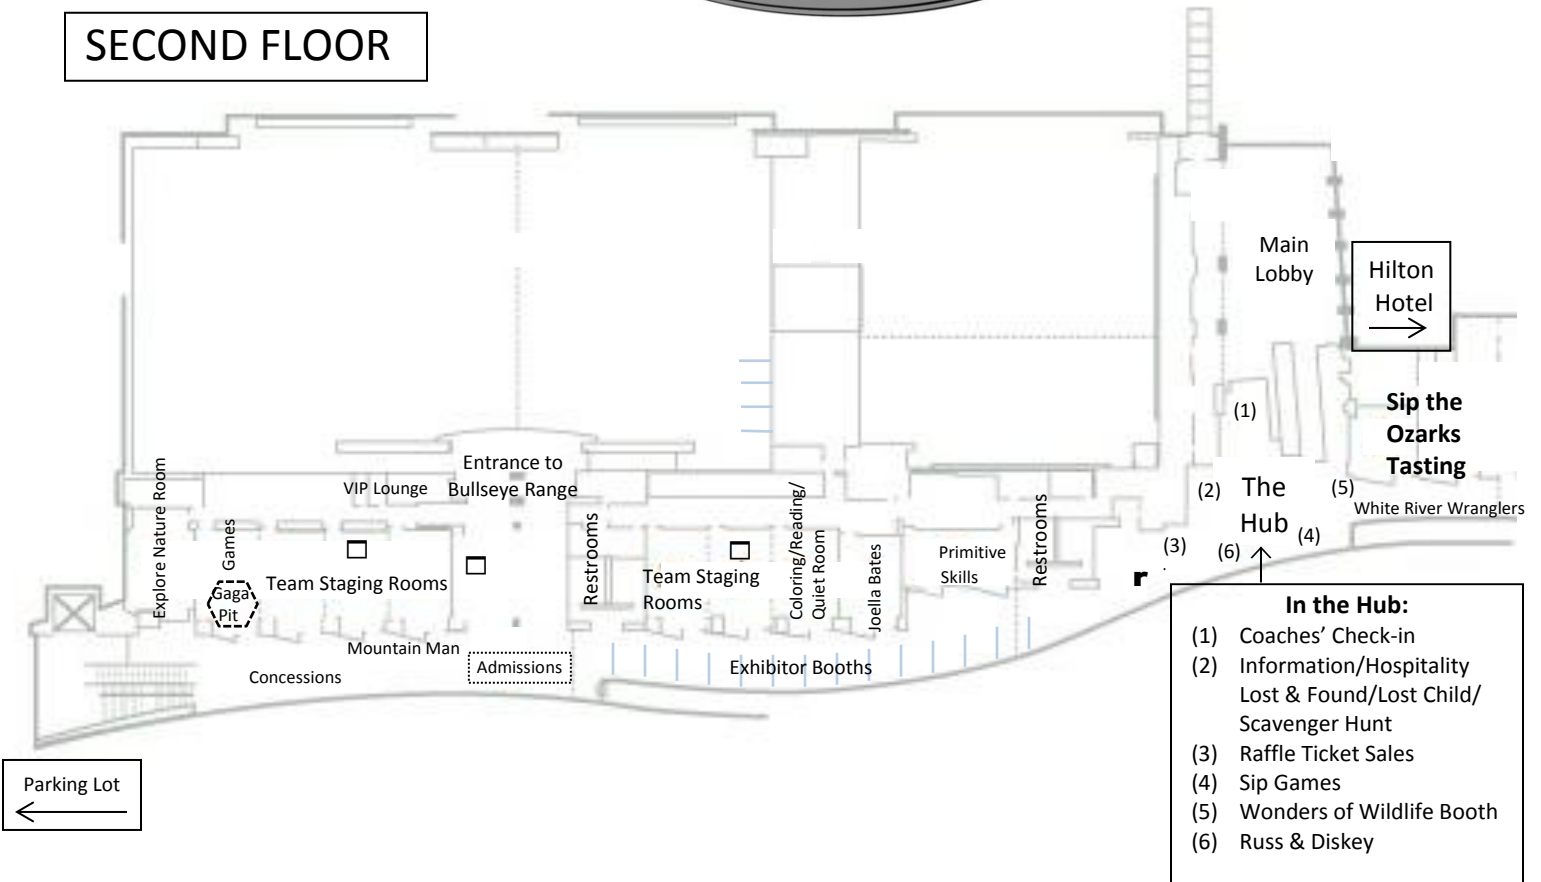 SECOND FLOOR
Main
Lobby
Hilton
Hotel
(1)
Sip the
Ozarks
Tasting
Entrance to
Bullseye Range
VIP Lounge
Explore Nature Room
Games
Gaga
Pit
Team Staging Rooms
Restrooms
Team Staging
Rooms
Coloring/Reading/
Quiet Room
Joella Bates
Primitive
Skills
Restrooms
(2)
The
Hub
(5)
White River Wranglers
(3)
(6)
(4)
r
Mountain Man
Concessions
Admissions
Exhibitor Booths
Parking Lot
In the Hub:
(1) Coaches’ Check-in
(2) Information/Hospitality
Lost & Found/Lost Child/
Scavenger Hunt
(3) Raffle Ticket Sales
(4) Sip Games
(5) Wonders of Wildlife Booth
(6) Russ & Diskey